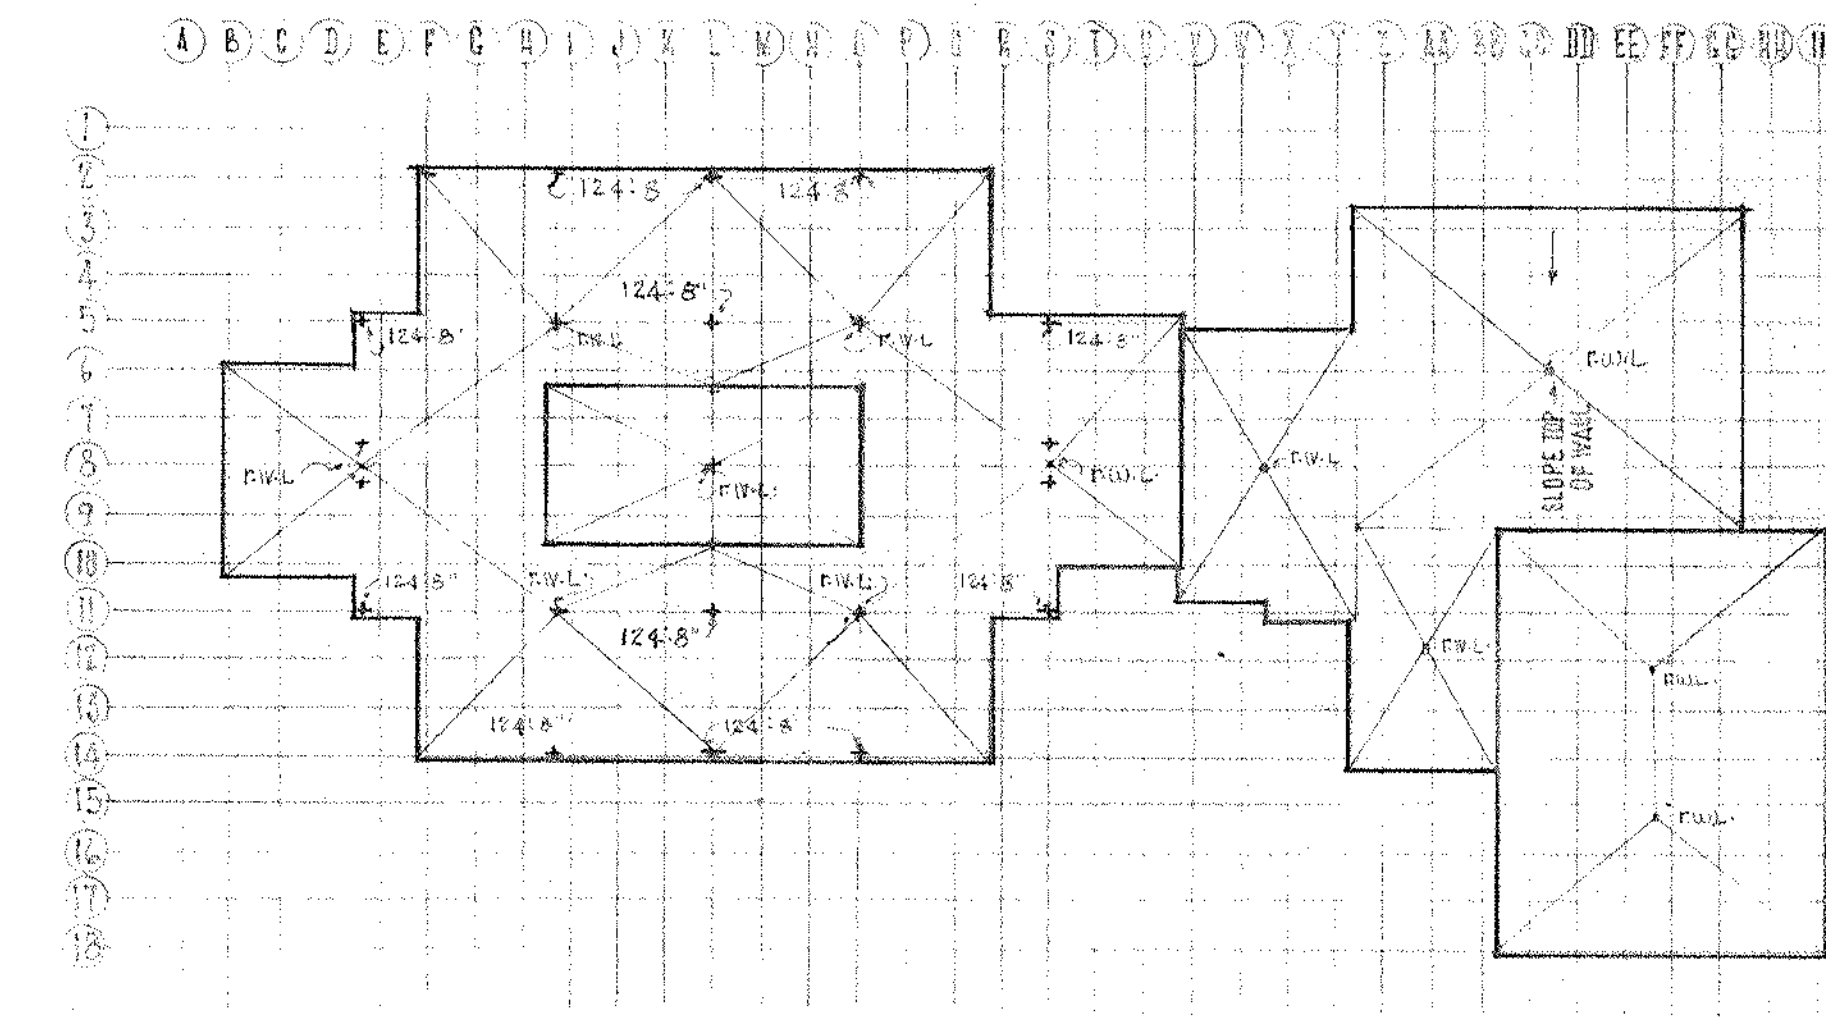 A B C D E F G H I J K L M N O P Q R S T U V W X Y Z AA BB CC DD EE FF GG HH
1
2
124'-8" 124'-8"
3
4
124'-8"
5
124'-8" R.W.L. R.W.L. 124'-8"
6
R.W.L.
7
8
R.W.L. R.W.L. R.W.L. R.W.L.
SLOPE TOP
OF WALL
9
10
124'-8" R.W.L. R.W.L. 124'-8"
11
124'-8"
12
R.W.L.
R.W.L.
13
124'-8" 124'-8"
14
15
R.W.L.
16
17
18